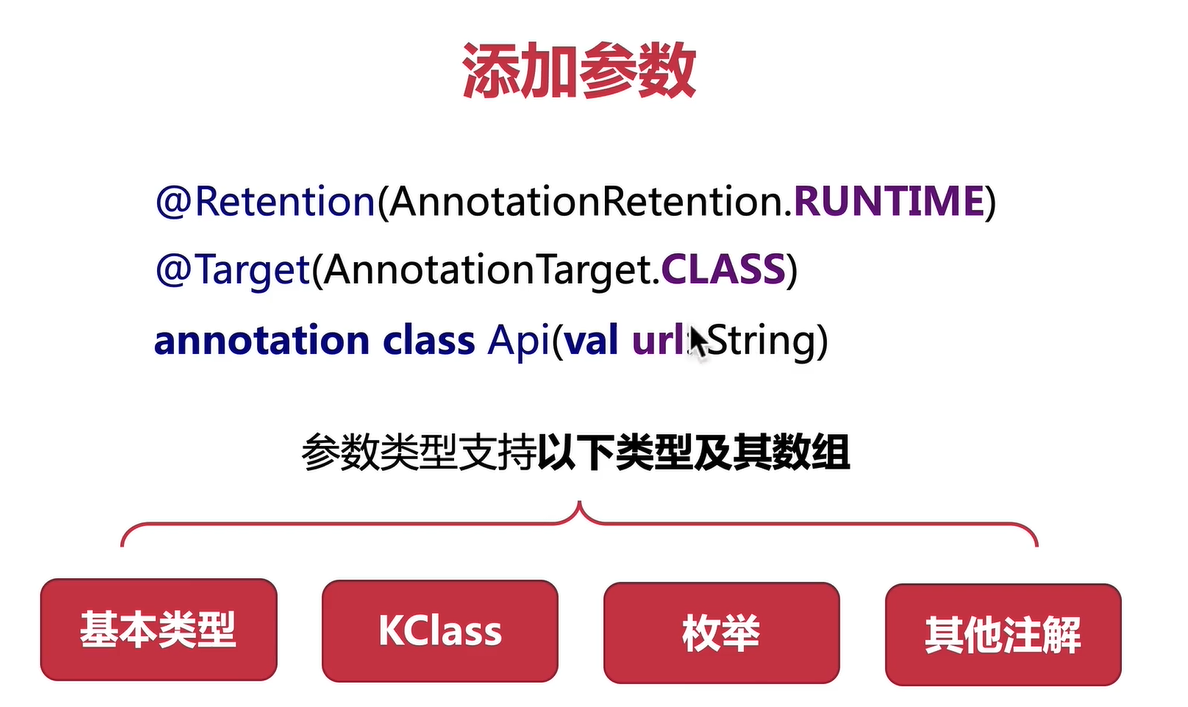 添加参数
@Retention(AnnotationRetention.RUNTIME)
@Target(AnnotationTarget.CLASS)
annotation class Api(val url: String)
参数类型支持以下类型及其数组
基本类型
KClass
枚举
其他注解